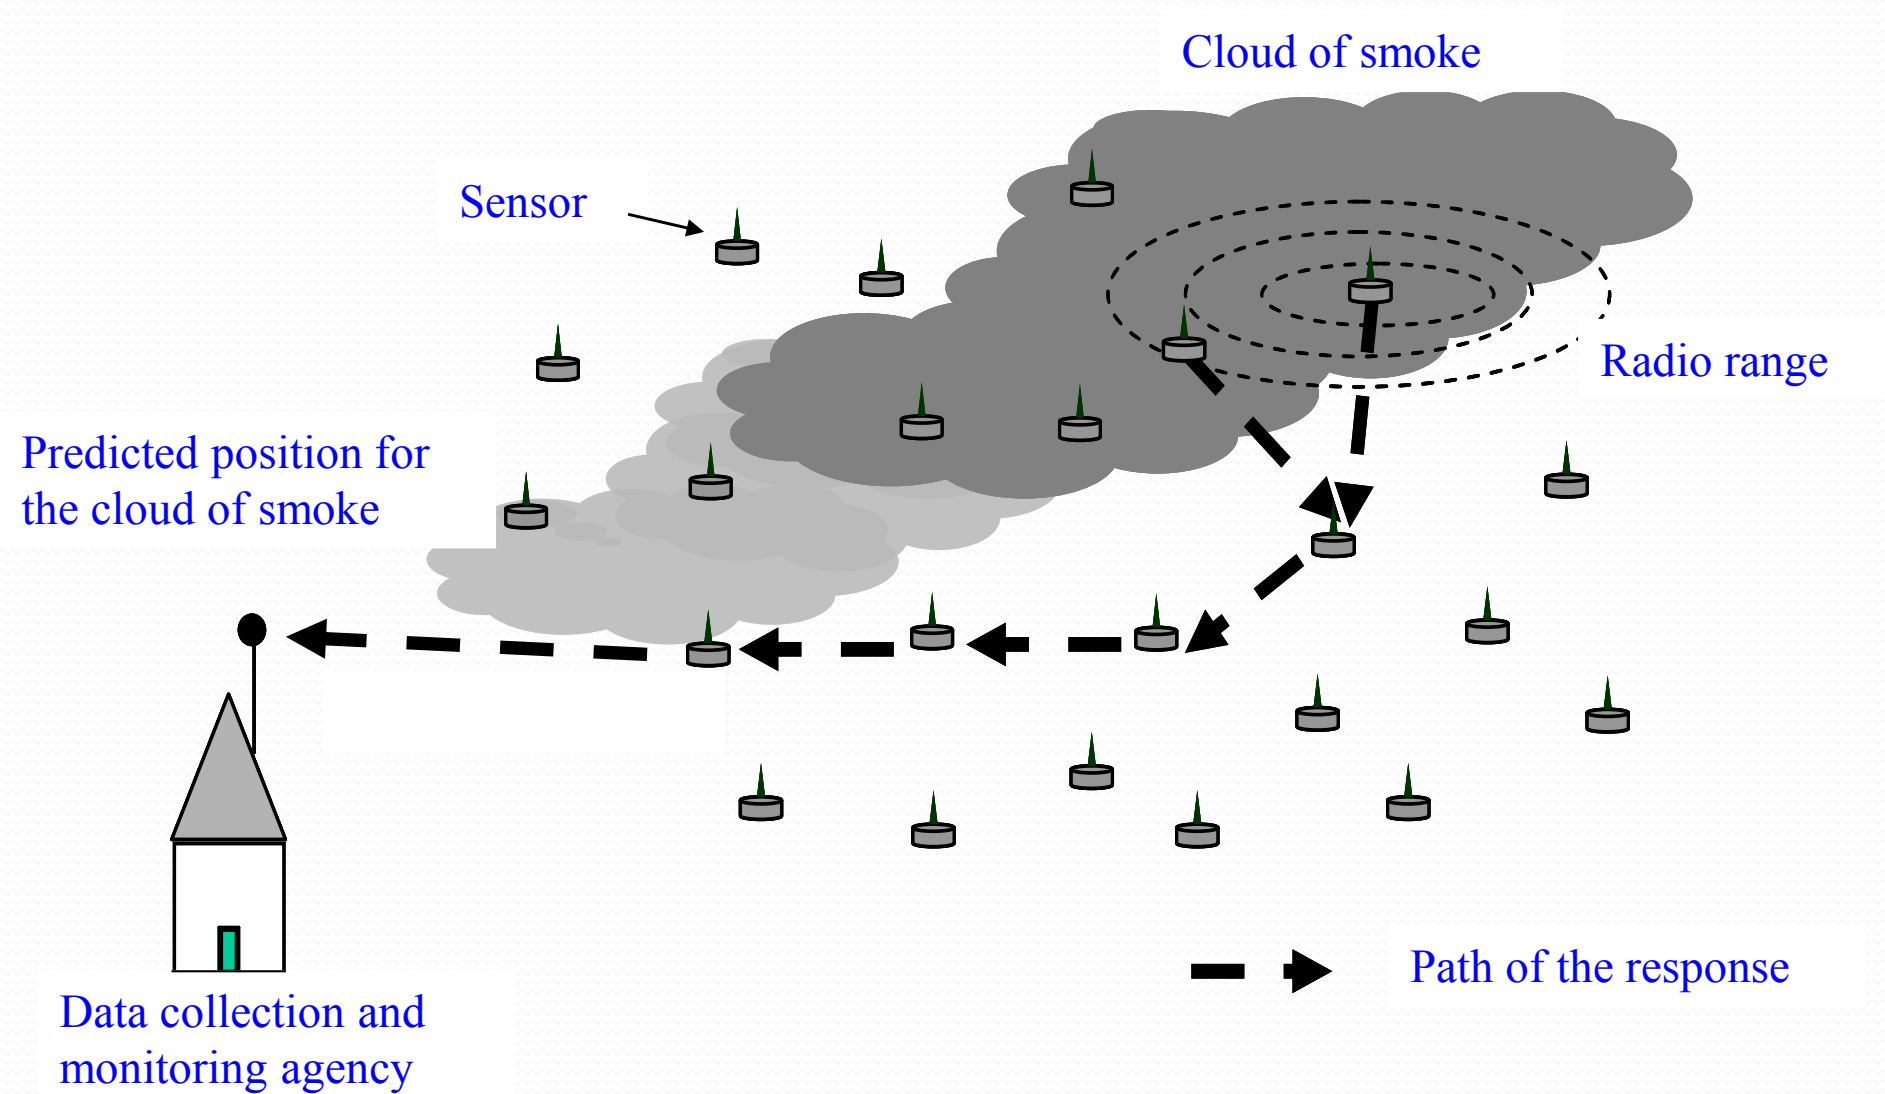 Cloud of smoke
Sensor
Radio range
Predicted position for
the cloud of smoke
Path of the response
Data collection and
monitoring agency